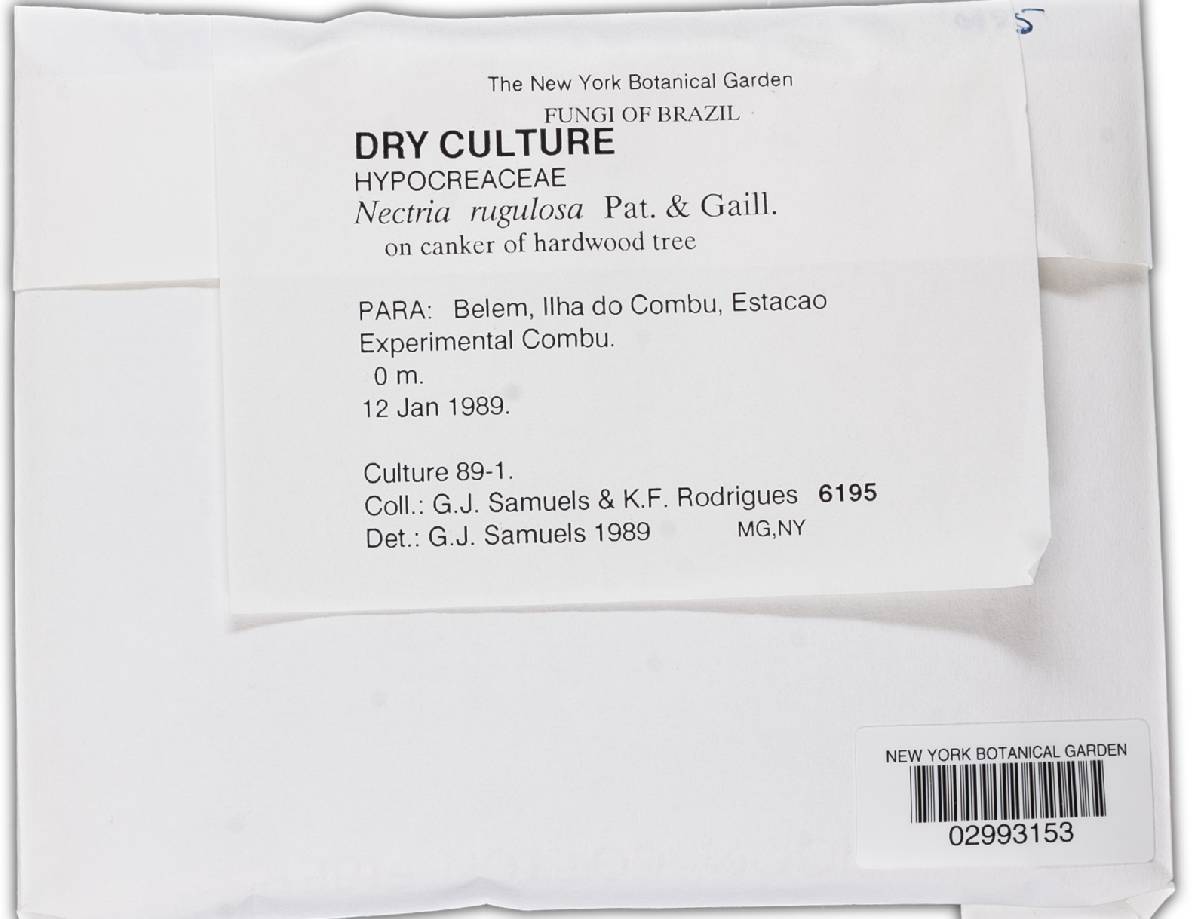 5
The New York Botanical Garden
FUNGI OF BRAZIL
DRY CULTURE
HYPOCREACEAE
Nectria rugulosa Pat. & Gaill.
on canker of hardwood tree
PARA: Belem, Ilha do Combu, Estacao
Experimental Combu.
0 m.
12 Jan 1989.
Culture 89-1.
Coll.: G.J. Samuels & K.F. Rodrigues 6195
Det.: G.J. Samuels 1989 MG,NY
NEW YORK BOTANICAL GARDEN
02993153